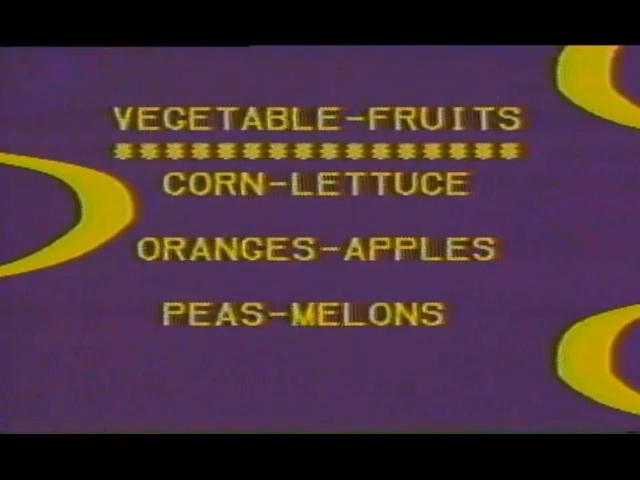 VEGETABLE-FRUITS
*****************
CORN-LETTUCE
ORANGES-APPLES
PEAS-MELONS